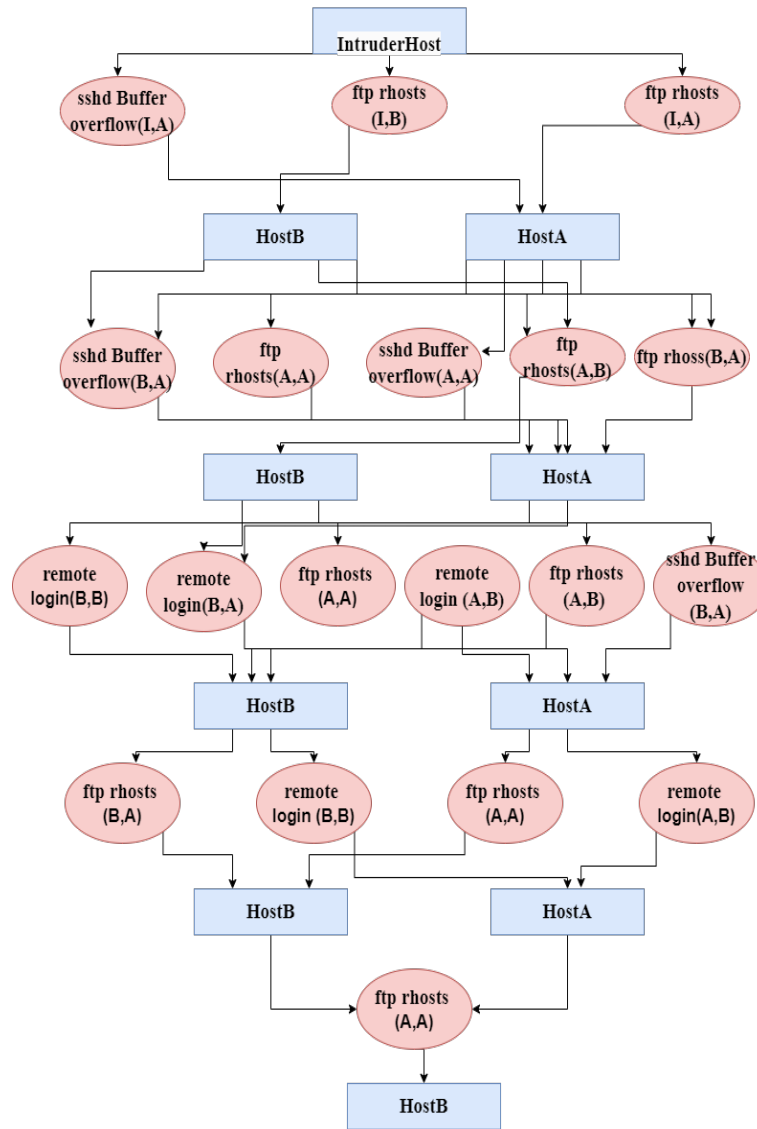 IntruderHost
sshd Buffer
overflow(I,A)
ftp rhosts
(I,B)
ftp rhosts
(I,A)
HostB
HostA
sshd Buffer
overflow(B,A)
ftp
rhosts(A,A)
sshd Buffer
overflow(A,A)
ftp
rhosts(A,B)
ftp rhoss(B,A)
HostB
HostA
remote
login(B,B)
remote
login(B,A)
ftp rhosts
(A,A)
remote
login (A,B)
ftp rhosts
(A,B)
sshd Buffer
overflow
(B,A)
HostB
HostA
ftp rhosts
(B,A)
remote
login (B,B)
ftp rhosts
(A,A)
remote
login(A,B)
HostB
HostA
ftp rhosts
(A,A)
HostB